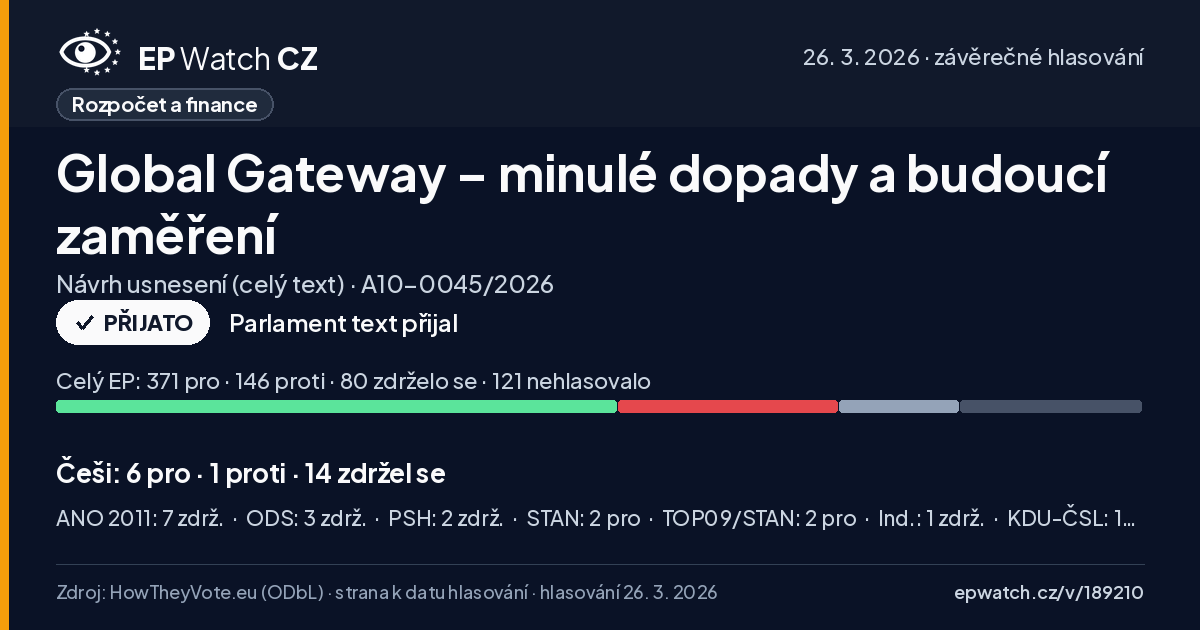 EP Watch CZ
26. 3. 2026 · závěrečné hlasování
Rozpočet a finance
Global Gateway – minulé dopady a budoucí
zaměření
Návrh usnesení (celý text) · A10-0045/2026
✓ PŘIJATO
Parlament text přijal
Celý EP: 371 pro · 146 proti · 80 zdrželo se · 121 nehlasovalo
Češi: 6 pro · 1 proti · 14 zdržel se
ANO 2011: 7 zdrž. · ODS: 3 zdrž. · PSH: 2 zdrž. · STAN: 2 pro · TOP09/STAN: 2 pro · Ind.: 1 zdrž. · KDU-ČSL: 1…
Zdroj: HowTheyVote.eu (ODbL) · strana k datu hlasování · hlasování 26. 3. 2026
epwatch.cz/v/189210